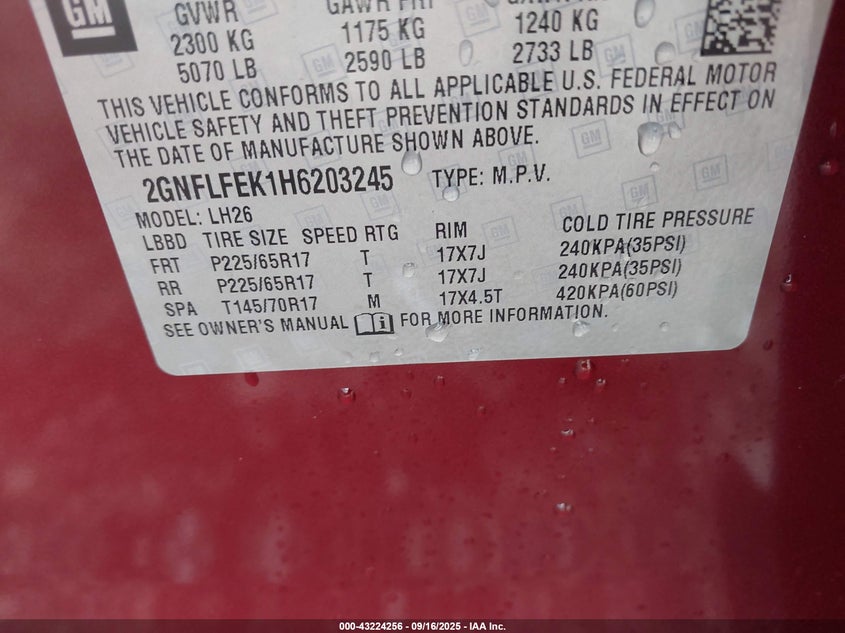 GM
GVWR GAWR FRT
2300 KG 1175 KG 1240 KG
5070 LB 2590 LB 2733 LB
THIS VEHICLE CONFORMS TO ALL APPLICABLE U.S. FEDERAL MOTOR
VEHICLE SAFETY AND THEFT PREVENTION STANDARDS IN EFFECT ON
THE DATE OF MANUFACTURE SHOWN ABOVE.
2GNFLFEK1H6203245 TYPE: M.P.V.
MODEL: LH26
LBBD TIRE SIZE SPEED RTG RIM COLD TIRE PRESSURE
FRT P225/65R17 T 17X7J 240KPA(35PSI)
RR P225/65R17 T 17X7J 240KPA(35PSI)
SPA T145/70R17 M 17X4.5T 420KPA(60PSI)
SEE OWNER'S MANUAL FOR MORE INFORMATION.
000-43224256 - 09/16/2025 - IAA Inc.